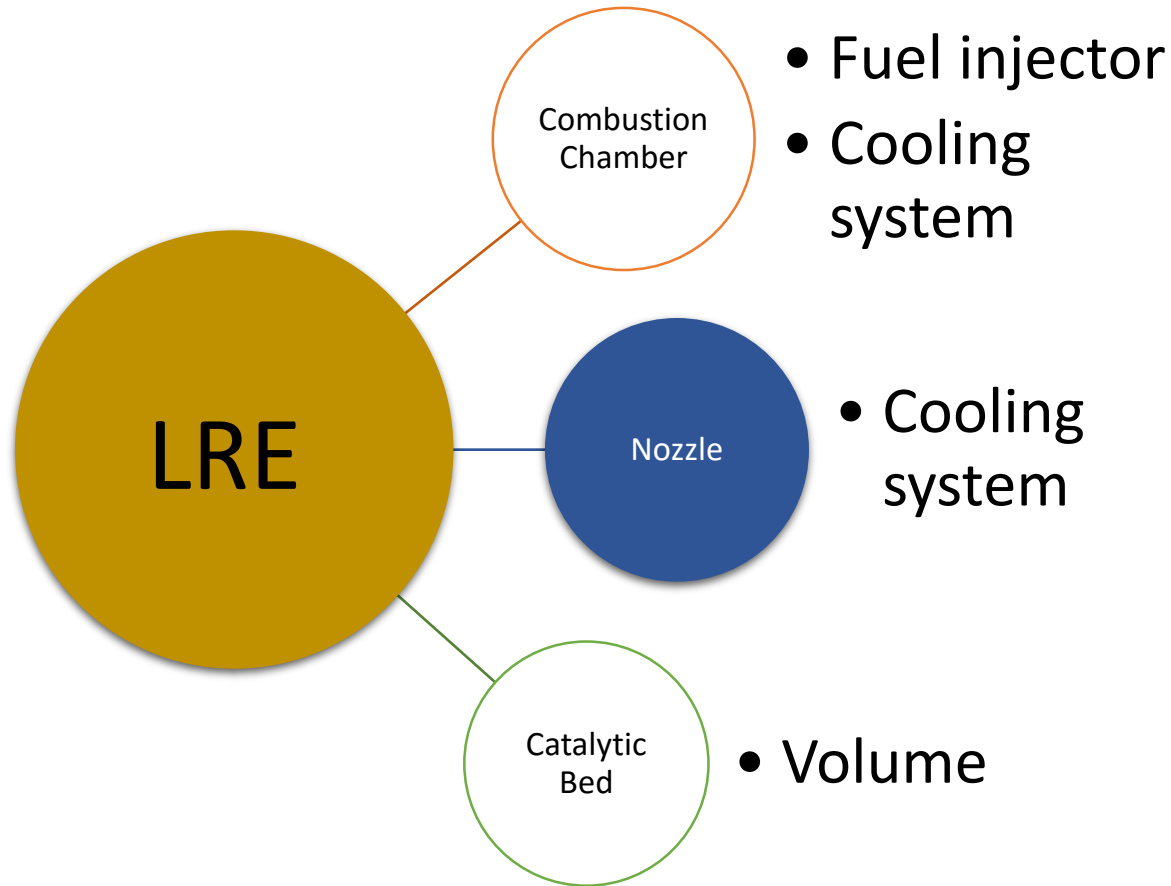 LRE
Combustion
Chamber
• Fuel injector
• Cooling
system
Nozzle
• Cooling
system
Catalytic
Bed
• Volume